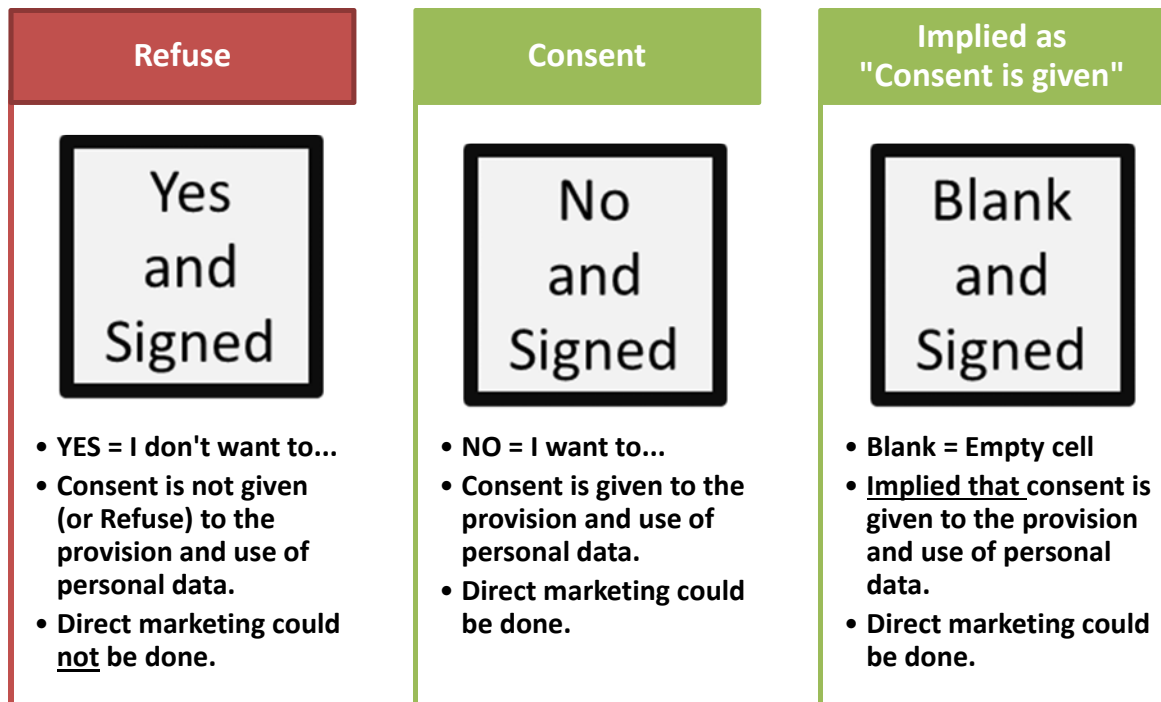 Refuse
Yes
and
Signed
• YES = I don't want to...
• Consent is not given
(or Refuse) to the
provision and use of
personal data.
• Direct marketing could
not be done.
Consent
No
and
Signed
• NO = I want to...
• Consent is given to the
provision and use of
personal data.
• Direct marketing could
be done.
Implied as
"Consent is given"
Blank
and
Signed
• Blank = Empty cell
• Implied that consent is
given to the provision
and use of personal
data.
• Direct marketing could
be done.